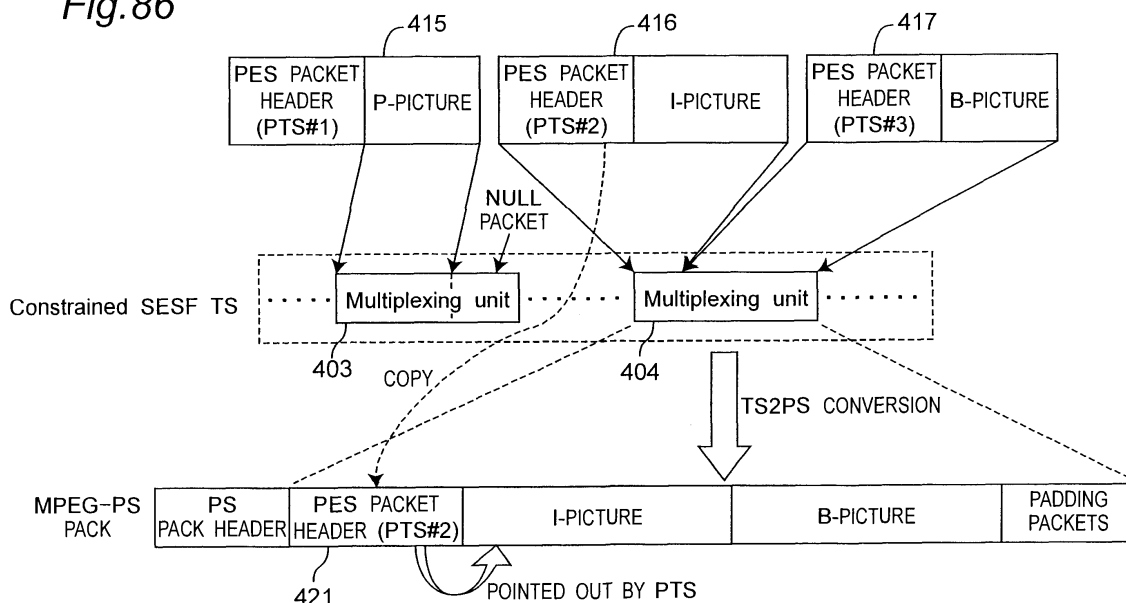 Fig.86
415
416
417
PES PACKET
HEADER
(PTS#1)
P-PICTURE
PES PACKET
HEADER
(PTS#2)
I-PICTURE
PES PACKET
HEADER
(PTS#3)
B-PICTURE
NULL
PACKET
Constrained SESF TS
Multiplexing unit
Multiplexing unit
403
404
COPY
TS2PS CONVERSION
MPEG-PS
PACK
PS
PACK HEADER
PES PACKET
HEADER (PTS#2)
I-PICTURE
B-PICTURE
PADDING
PACKETS
421
POINTED OUT BY PTS